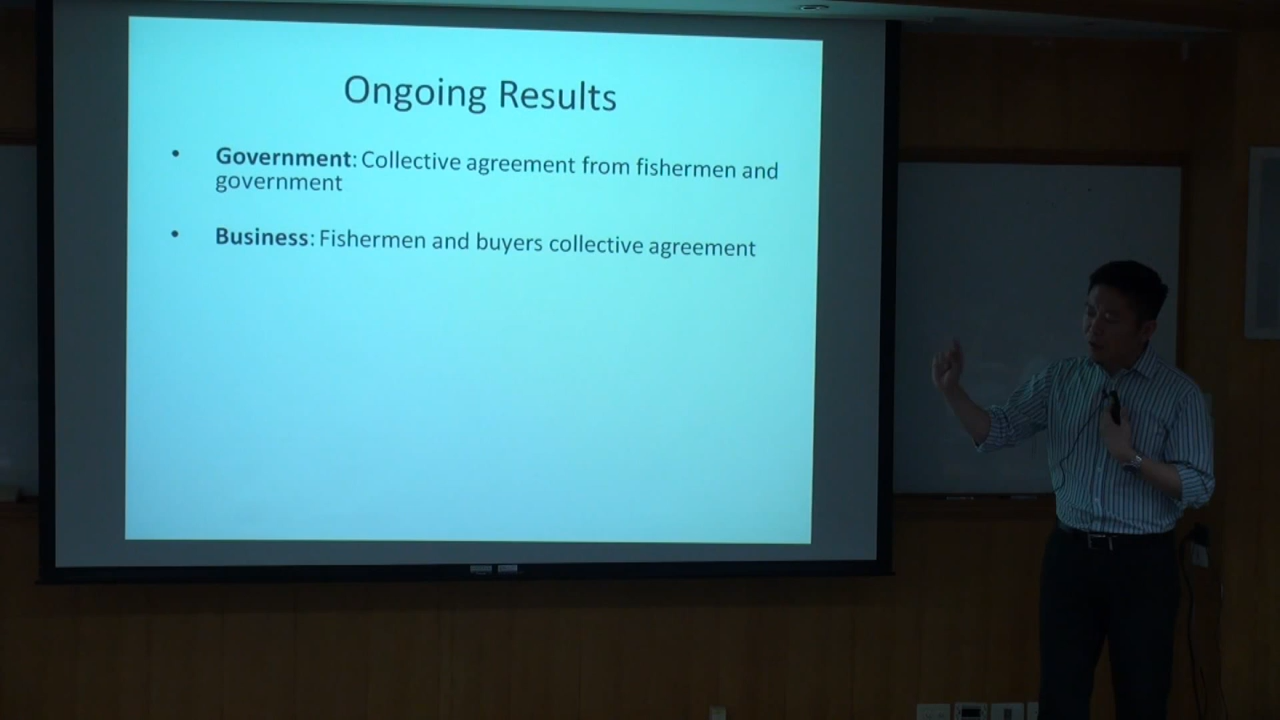 Ongoing Results
• Government: Collective agreement from fishermen and
government
• Business: Fishermen and buyers collective agreement